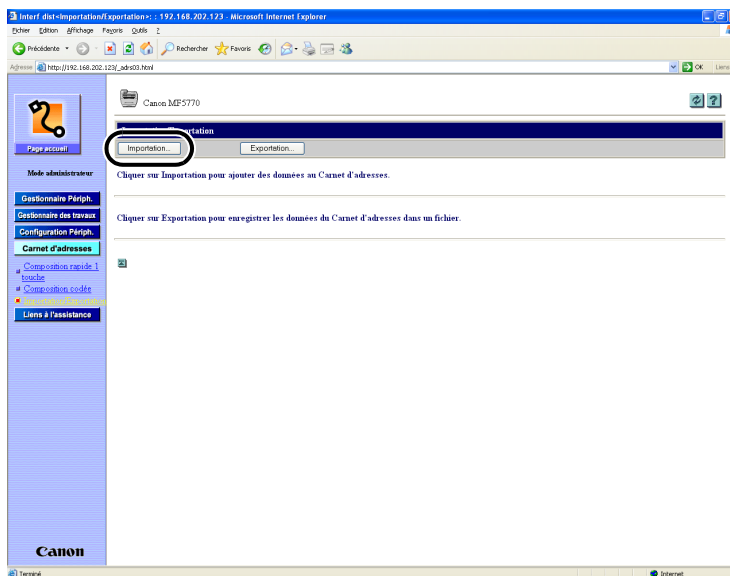 Interf dist<Importation/Exportation>: : 192.168.202.123 - Microsoft Internet Explorer
Fichier Edition Affichage Favoris Outils ?
Précédente Rechercher Favoris
Adresse http://192.168.202.123/_adrs03.html OK Liens
Canon MF5770
Page accueil
Importation... Exportation...
Mode administrateur
Cliquer sur Importation pour ajouter des données au Carnet d'adresses.
Gestionnaire Périph.
Gestionnaire des travaux
Cliquer sur Exportation pour enregistrer les données du Carnet d'adresses dans un fichier.
Configuration Périph.
Carnet d'adresses
Composition rapide 1
touche
Composition codée
Liens à l'assistance
Canon
Terminé Internet